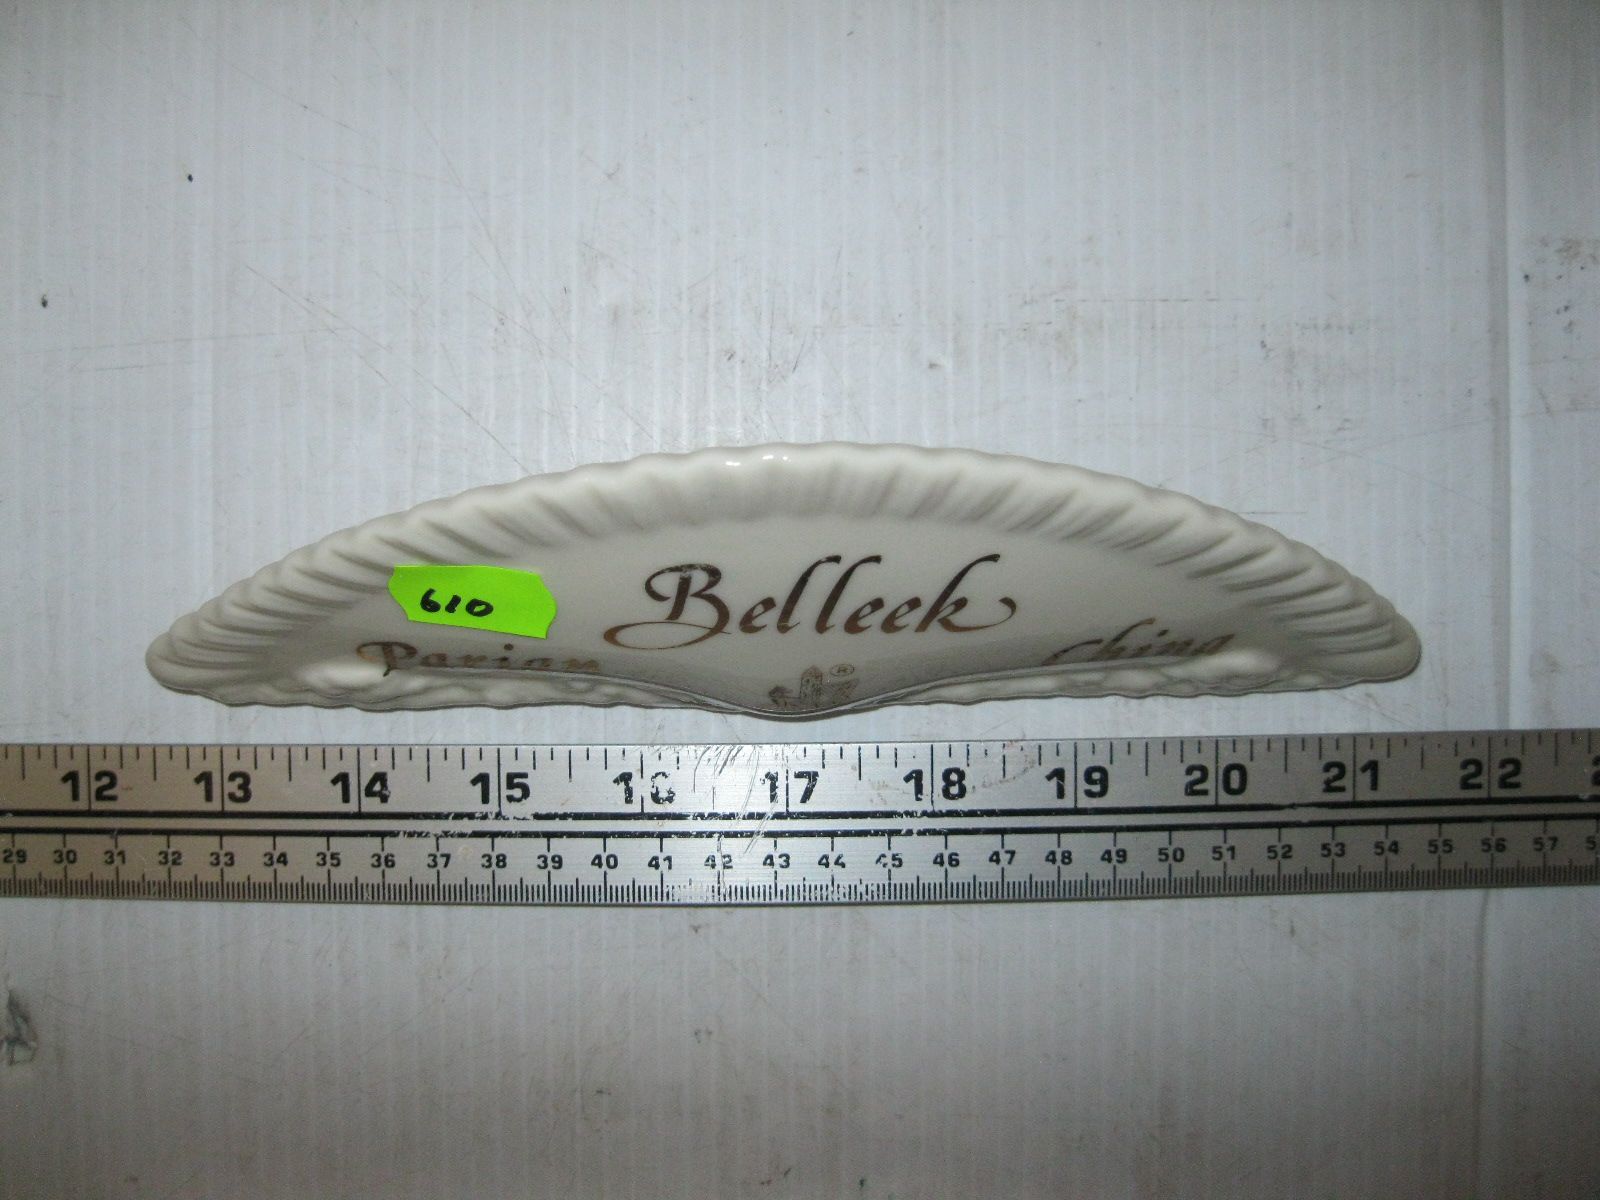 Belleek
610
Parian China
®
12 13 14 15 16 17 18 19 20 21 22
29 30 31 32 33 34 35 36 37 38 39 40 41 42 43 44 45 46 47 48 49 50 51 52 53 54 55 56 57